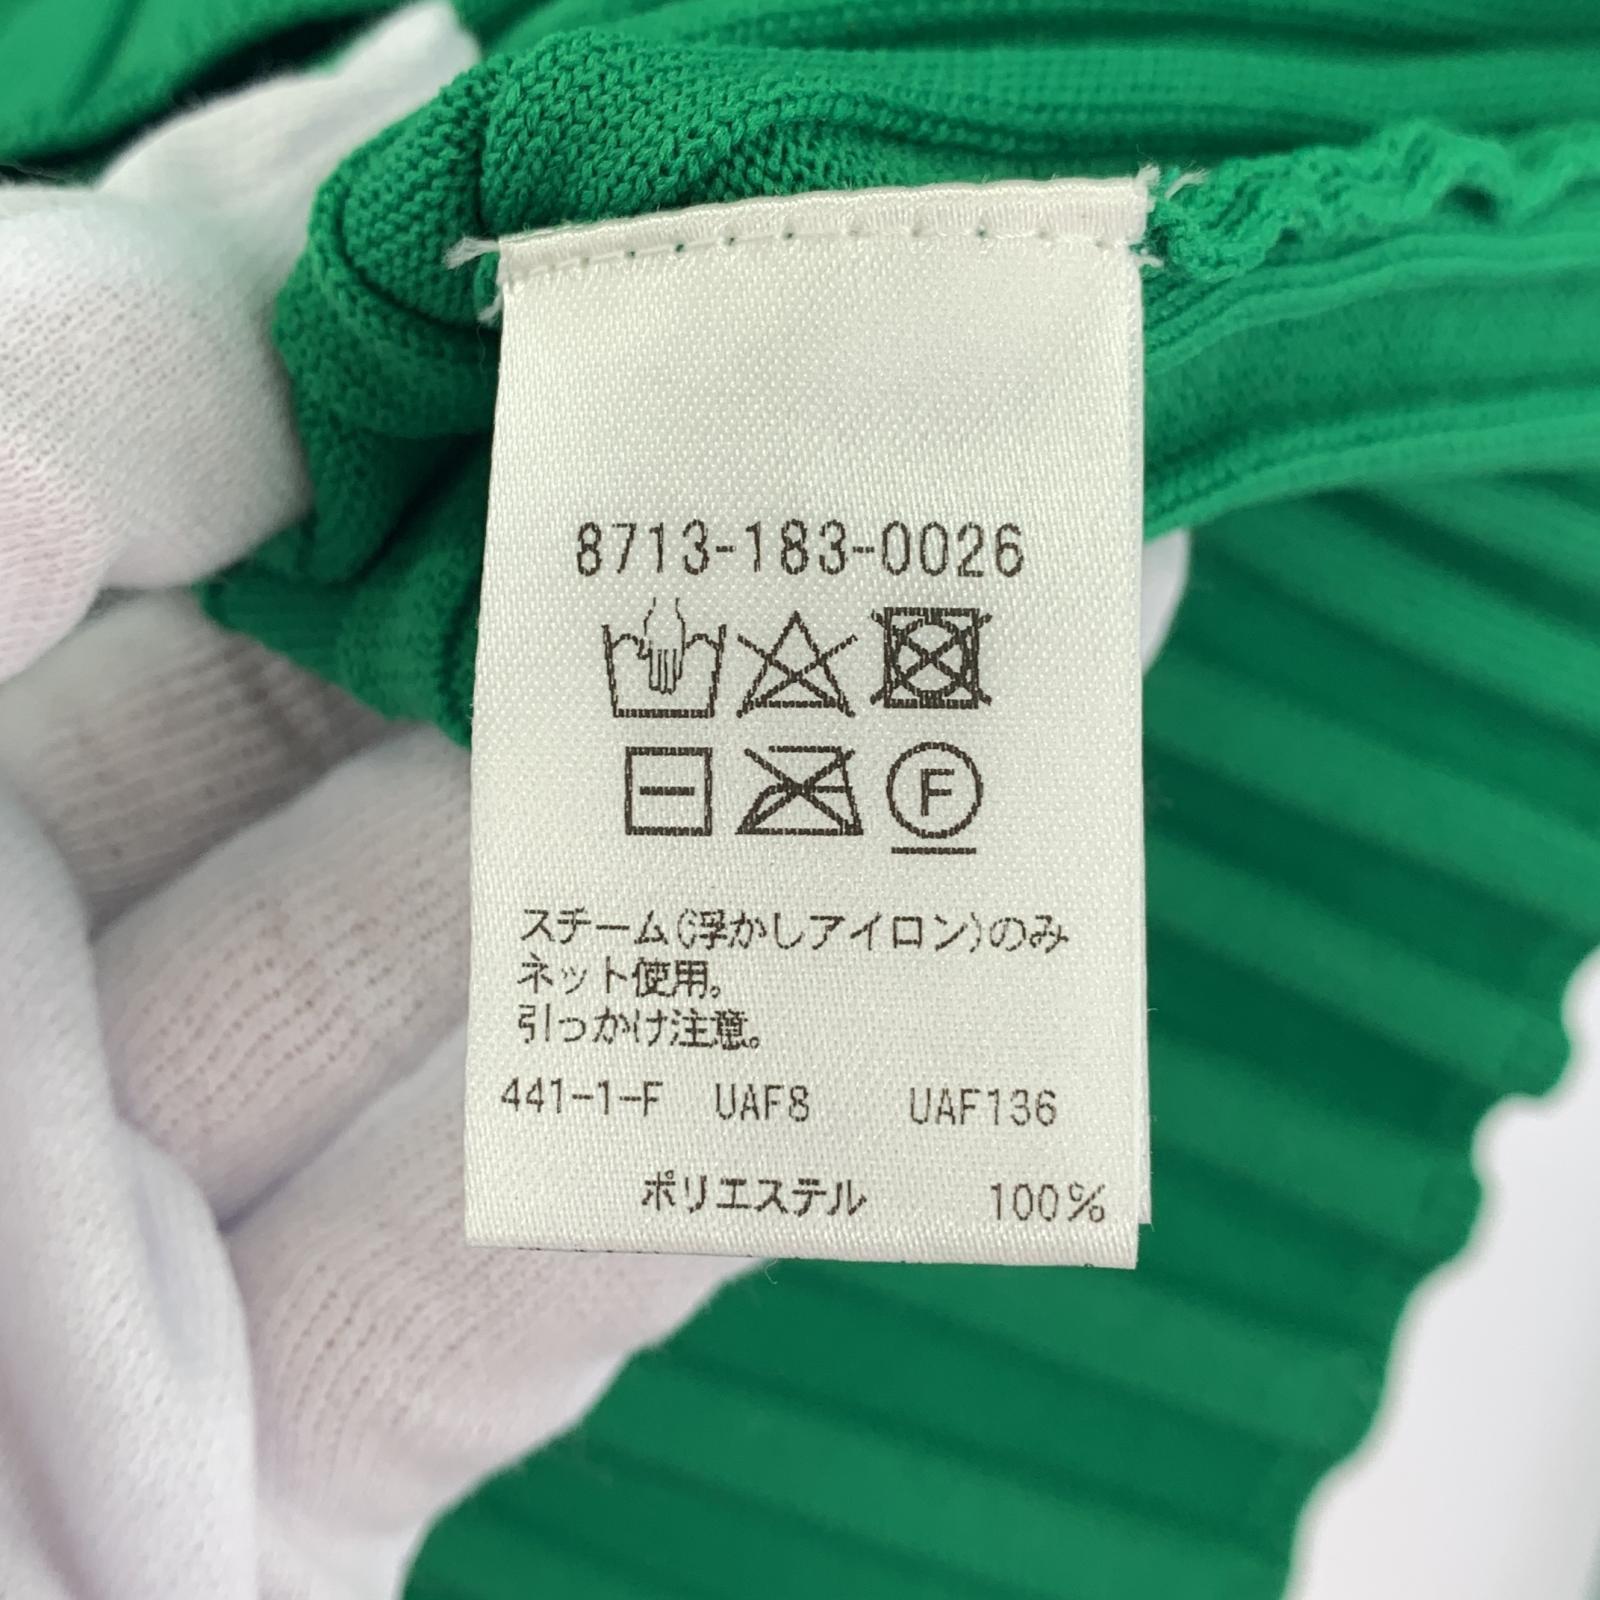 8713-183-0026
F
スチーム(浮かしアイロン)のみ
ネット使用。
引っかけ注意。
441-1-F UAF8 UAF136
ポリエステル 100%